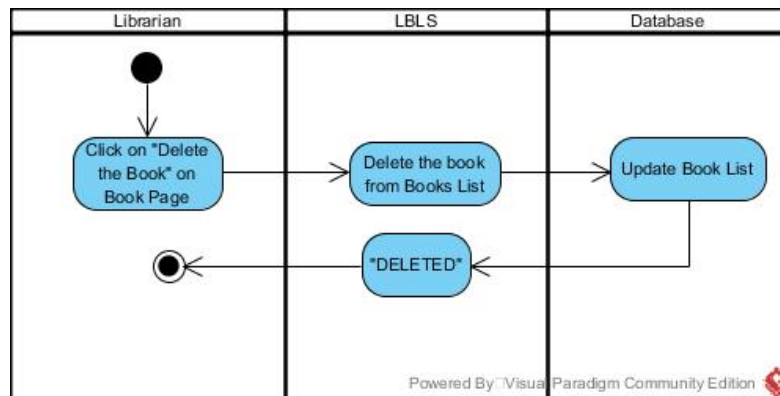 Librarian
LBLS
Database
Click on "Delete
the Book" on
Book Page
Delete the book
from Books List
Update Book List
"DELETED"
Powered By Visual Paradigm Community Edition